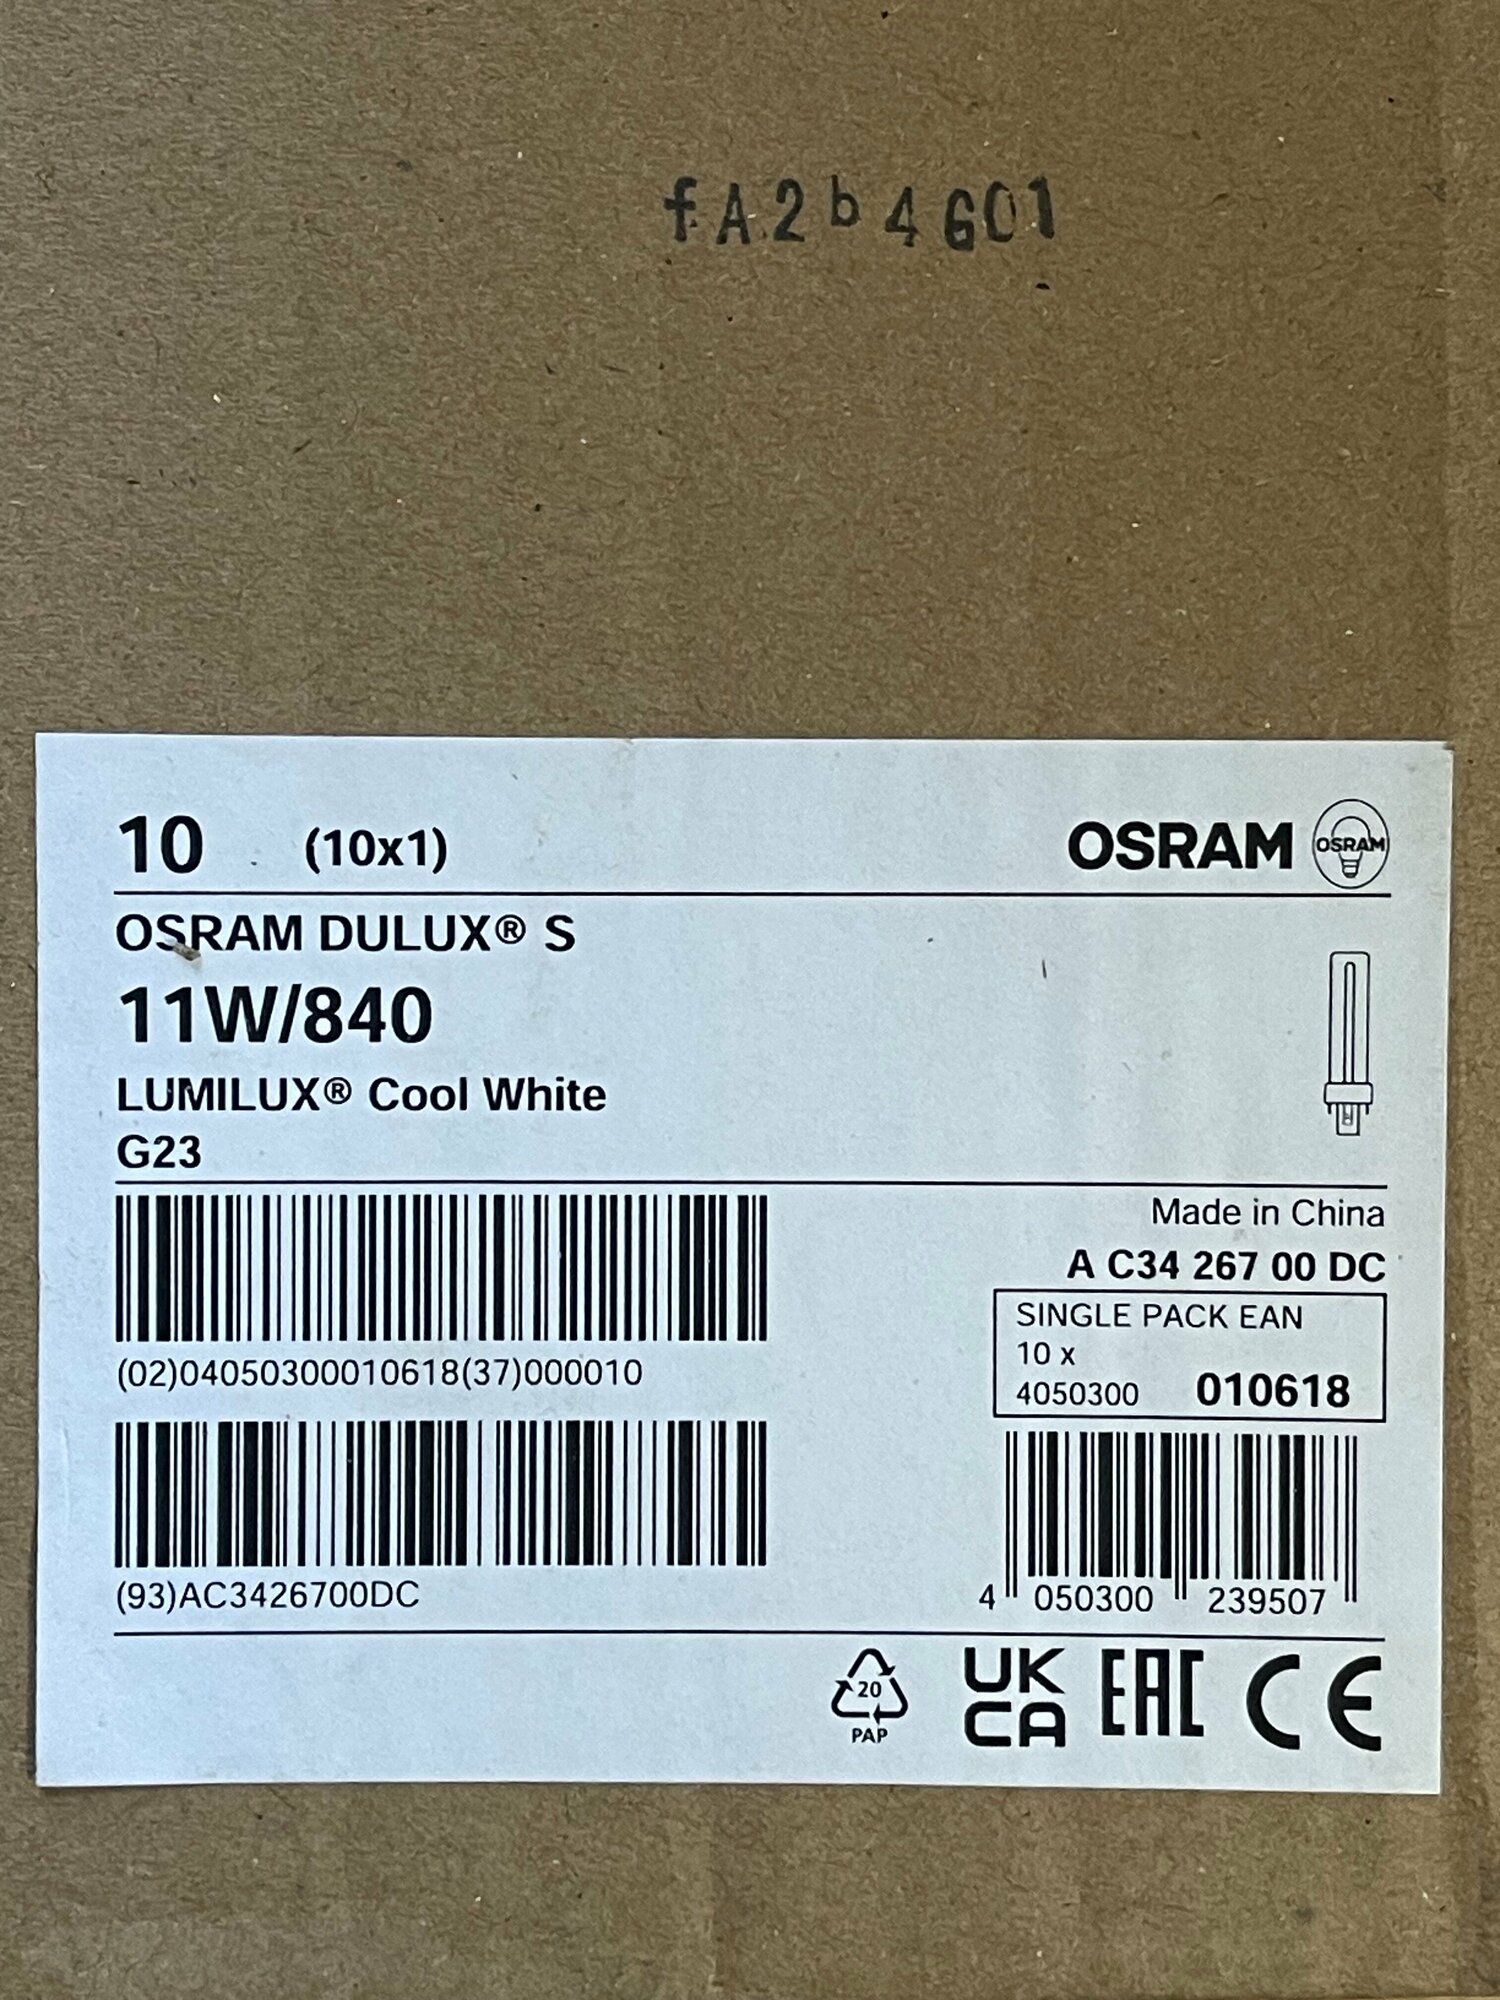 fA2b4601
10 (10x1) OSRAM OSRAM
OSRAM DULUX® S
11W/840
LUMILUX® Cool White
G23
Made in China
A C34 267 00 DC
SINGLE PACK EAN
10 x
4050300 010618
(02)04050300010618(37)000010
(93)AC3426700DC
4 050300 239507
20
PAP
UK
CA
EAC CE